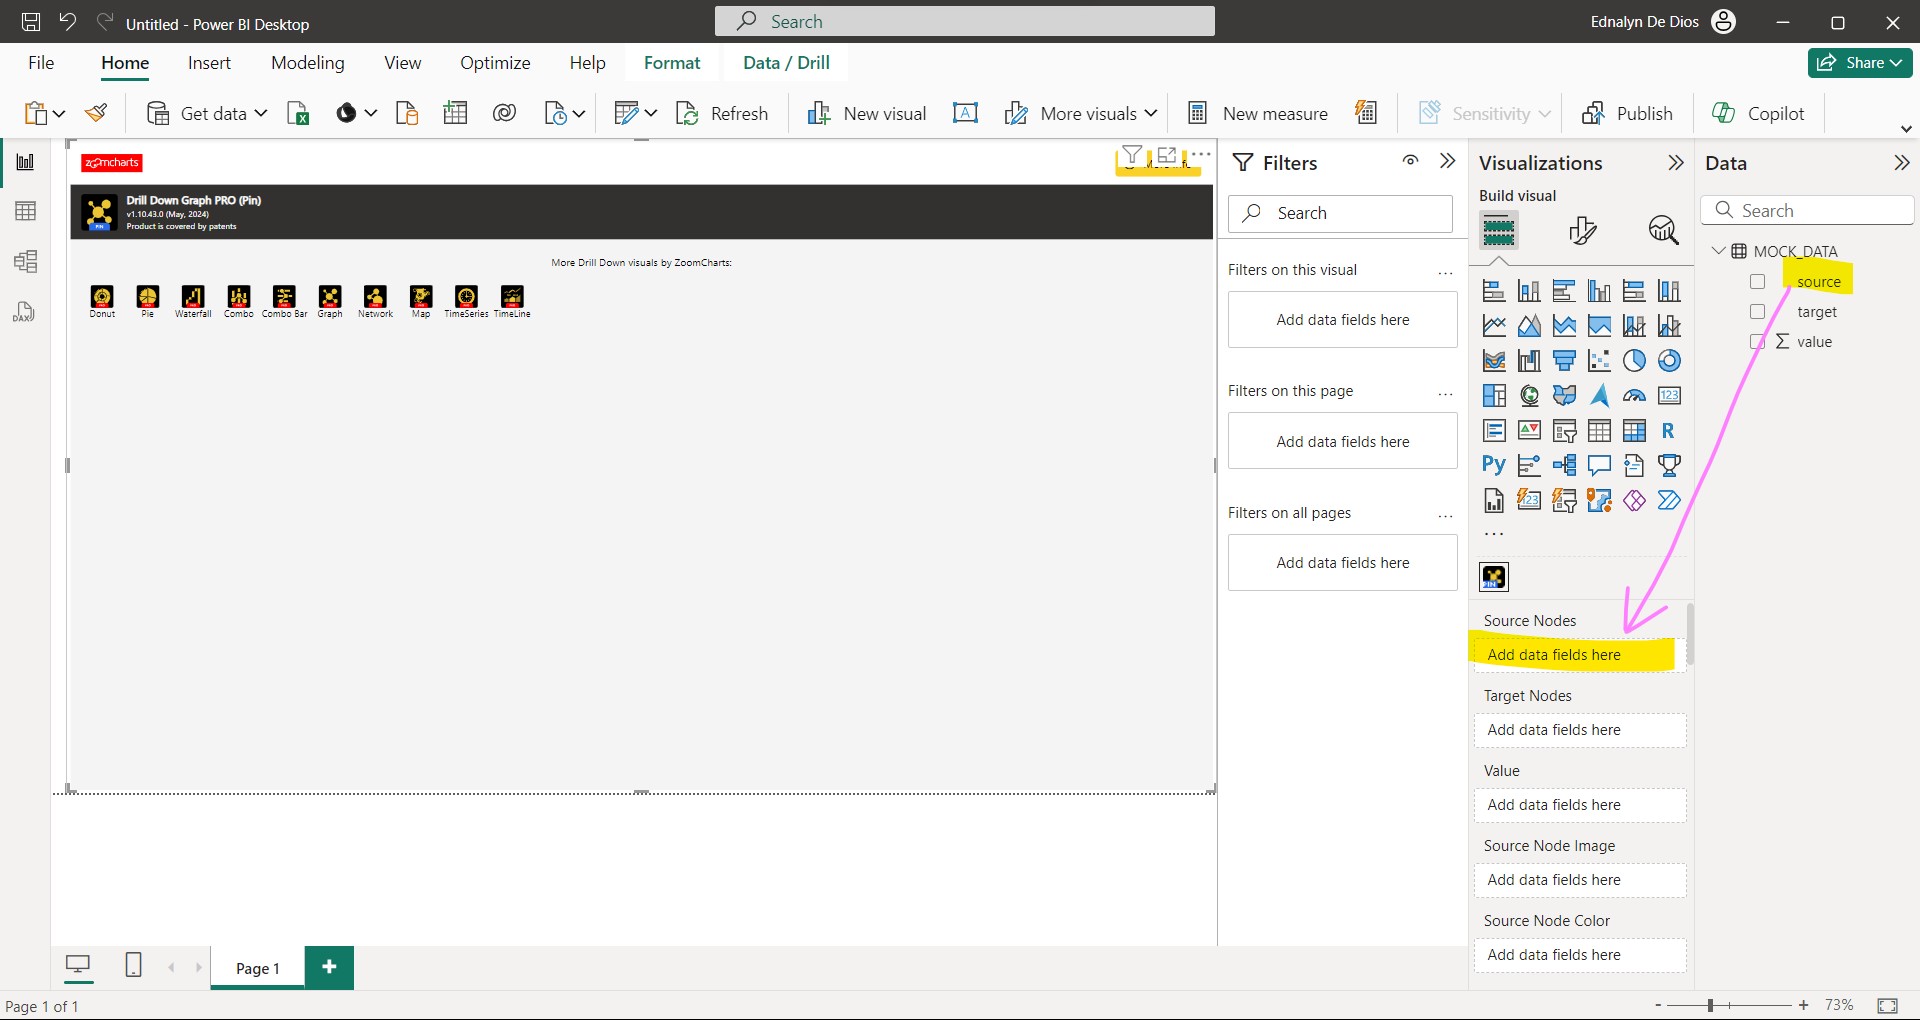 Untitled - Power BI Desktop
Search
Ednalyn De Dios
File Home Insert Modeling View Optimize Help Format Data / Drill
Share
Get data
Refresh
New visual
A
More visuals
New measure
Sensitivity
Publish
Copilot
zoomcharts
Drill Down Graph PRO (Pin)
v1.10.43.0 (May, 2024)
Product is covered by patents
PIN
More Drill Down visuals by ZoomCharts:
Donut Pie Waterfall Combo Combo Bar Graph Network Map TimeSeries TimeLine
DAX
Filters
Search
Filters on this visual
...
Add data fields here
Filters on this page
...
Add data fields here
Filters on all pages
...
Add data fields here
Visualizations
Build visual
123
R
Py
123
...
PIN
Source Nodes
Add data fields here
Target Nodes
Add data fields here
Value
Add data fields here
Source Node Image
Add data fields here
Source Node Color
Add data fields here
Data
Search
MOCK_DATA
source
target
Σ value
Page 1
+
Page 1 of 1
- + 73%